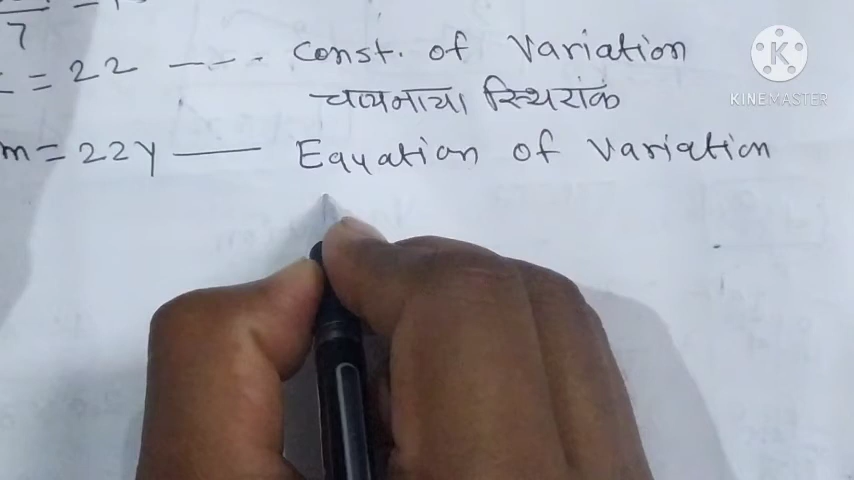 7
= 22 --- Const. of Variation
चलनाचा स्थिरांक
m = 22y — Equation of Variation
KINEMASTER